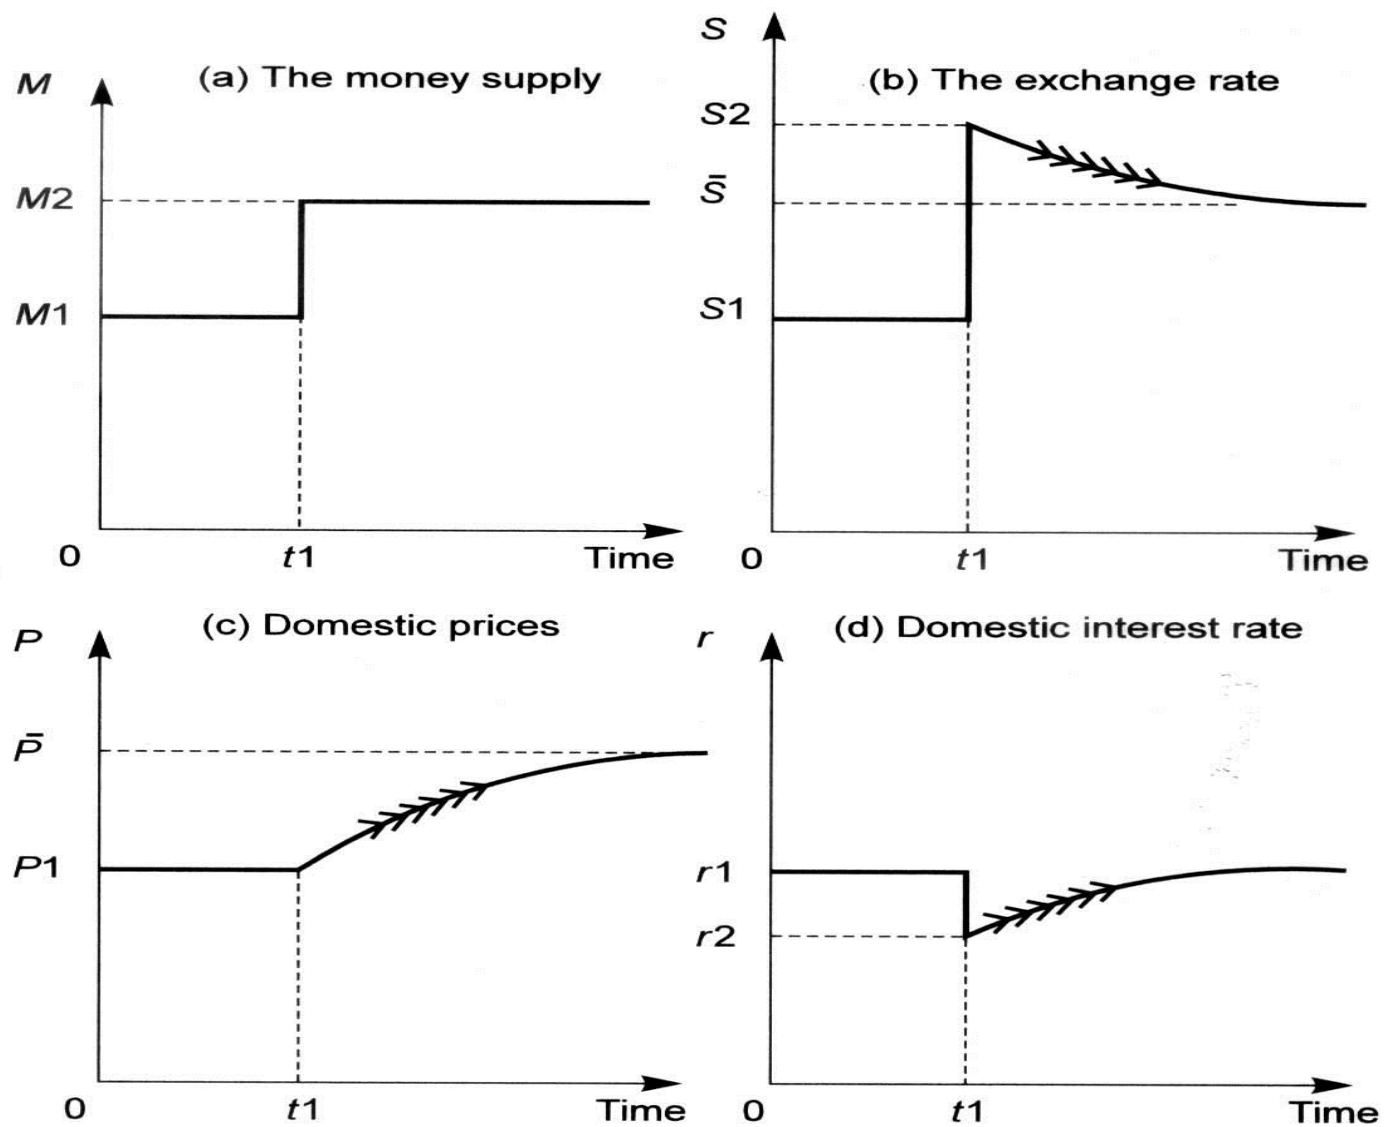 (a) The money supply
M
M2
M1
0
t1
Time
(b) The exchange rate
S
S2
S̄
S1
0
t1
Time
(c) Domestic prices
P
P̄
P1
0
t1
Time
(d) Domestic interest rate
r
r1
r2
0
t1
Time